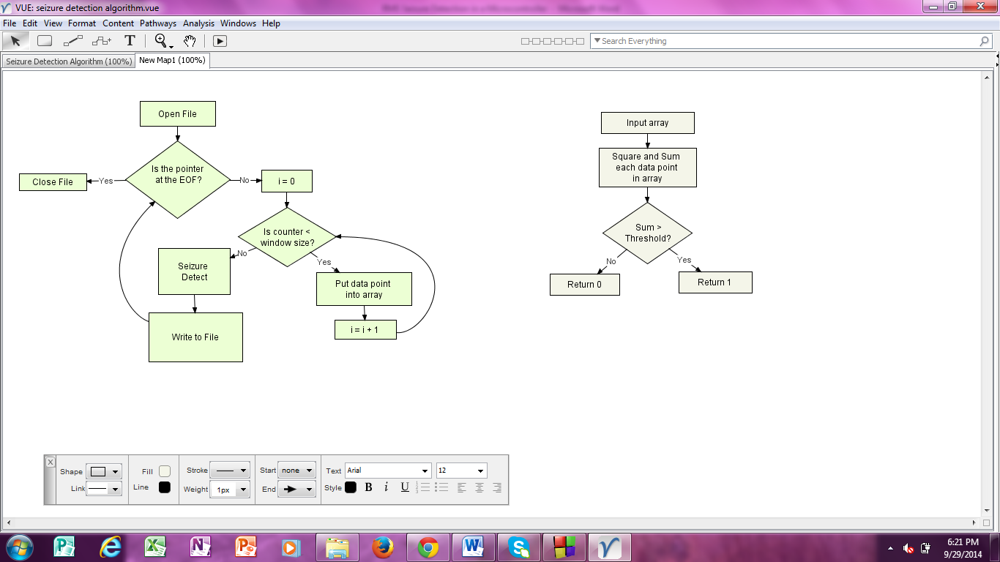 VUE: seizure detection algorithm.vue
File Edit View Format Content Pathways Analysis Windows Help
T
Search Everything
Seizure Detection Algorithm (100%)
New Map1 (100%)
Open File
Is the pointer
at the EOF?
Yes
Close File
No
i = 0
Is counter <
window size?
No
Yes
Seizure
Detect
Put data point
into array
i = i + 1
Write to File
Input array
Square and Sum
each data point
in array
Sum >
Threshold?
No
Yes
Return 0
Return 1
X
Shape
Link
Fill
Line
Stroke
Weight 1px
Start none
End
Text Arial 12
Style B i U
6:21 PM
9/29/2014